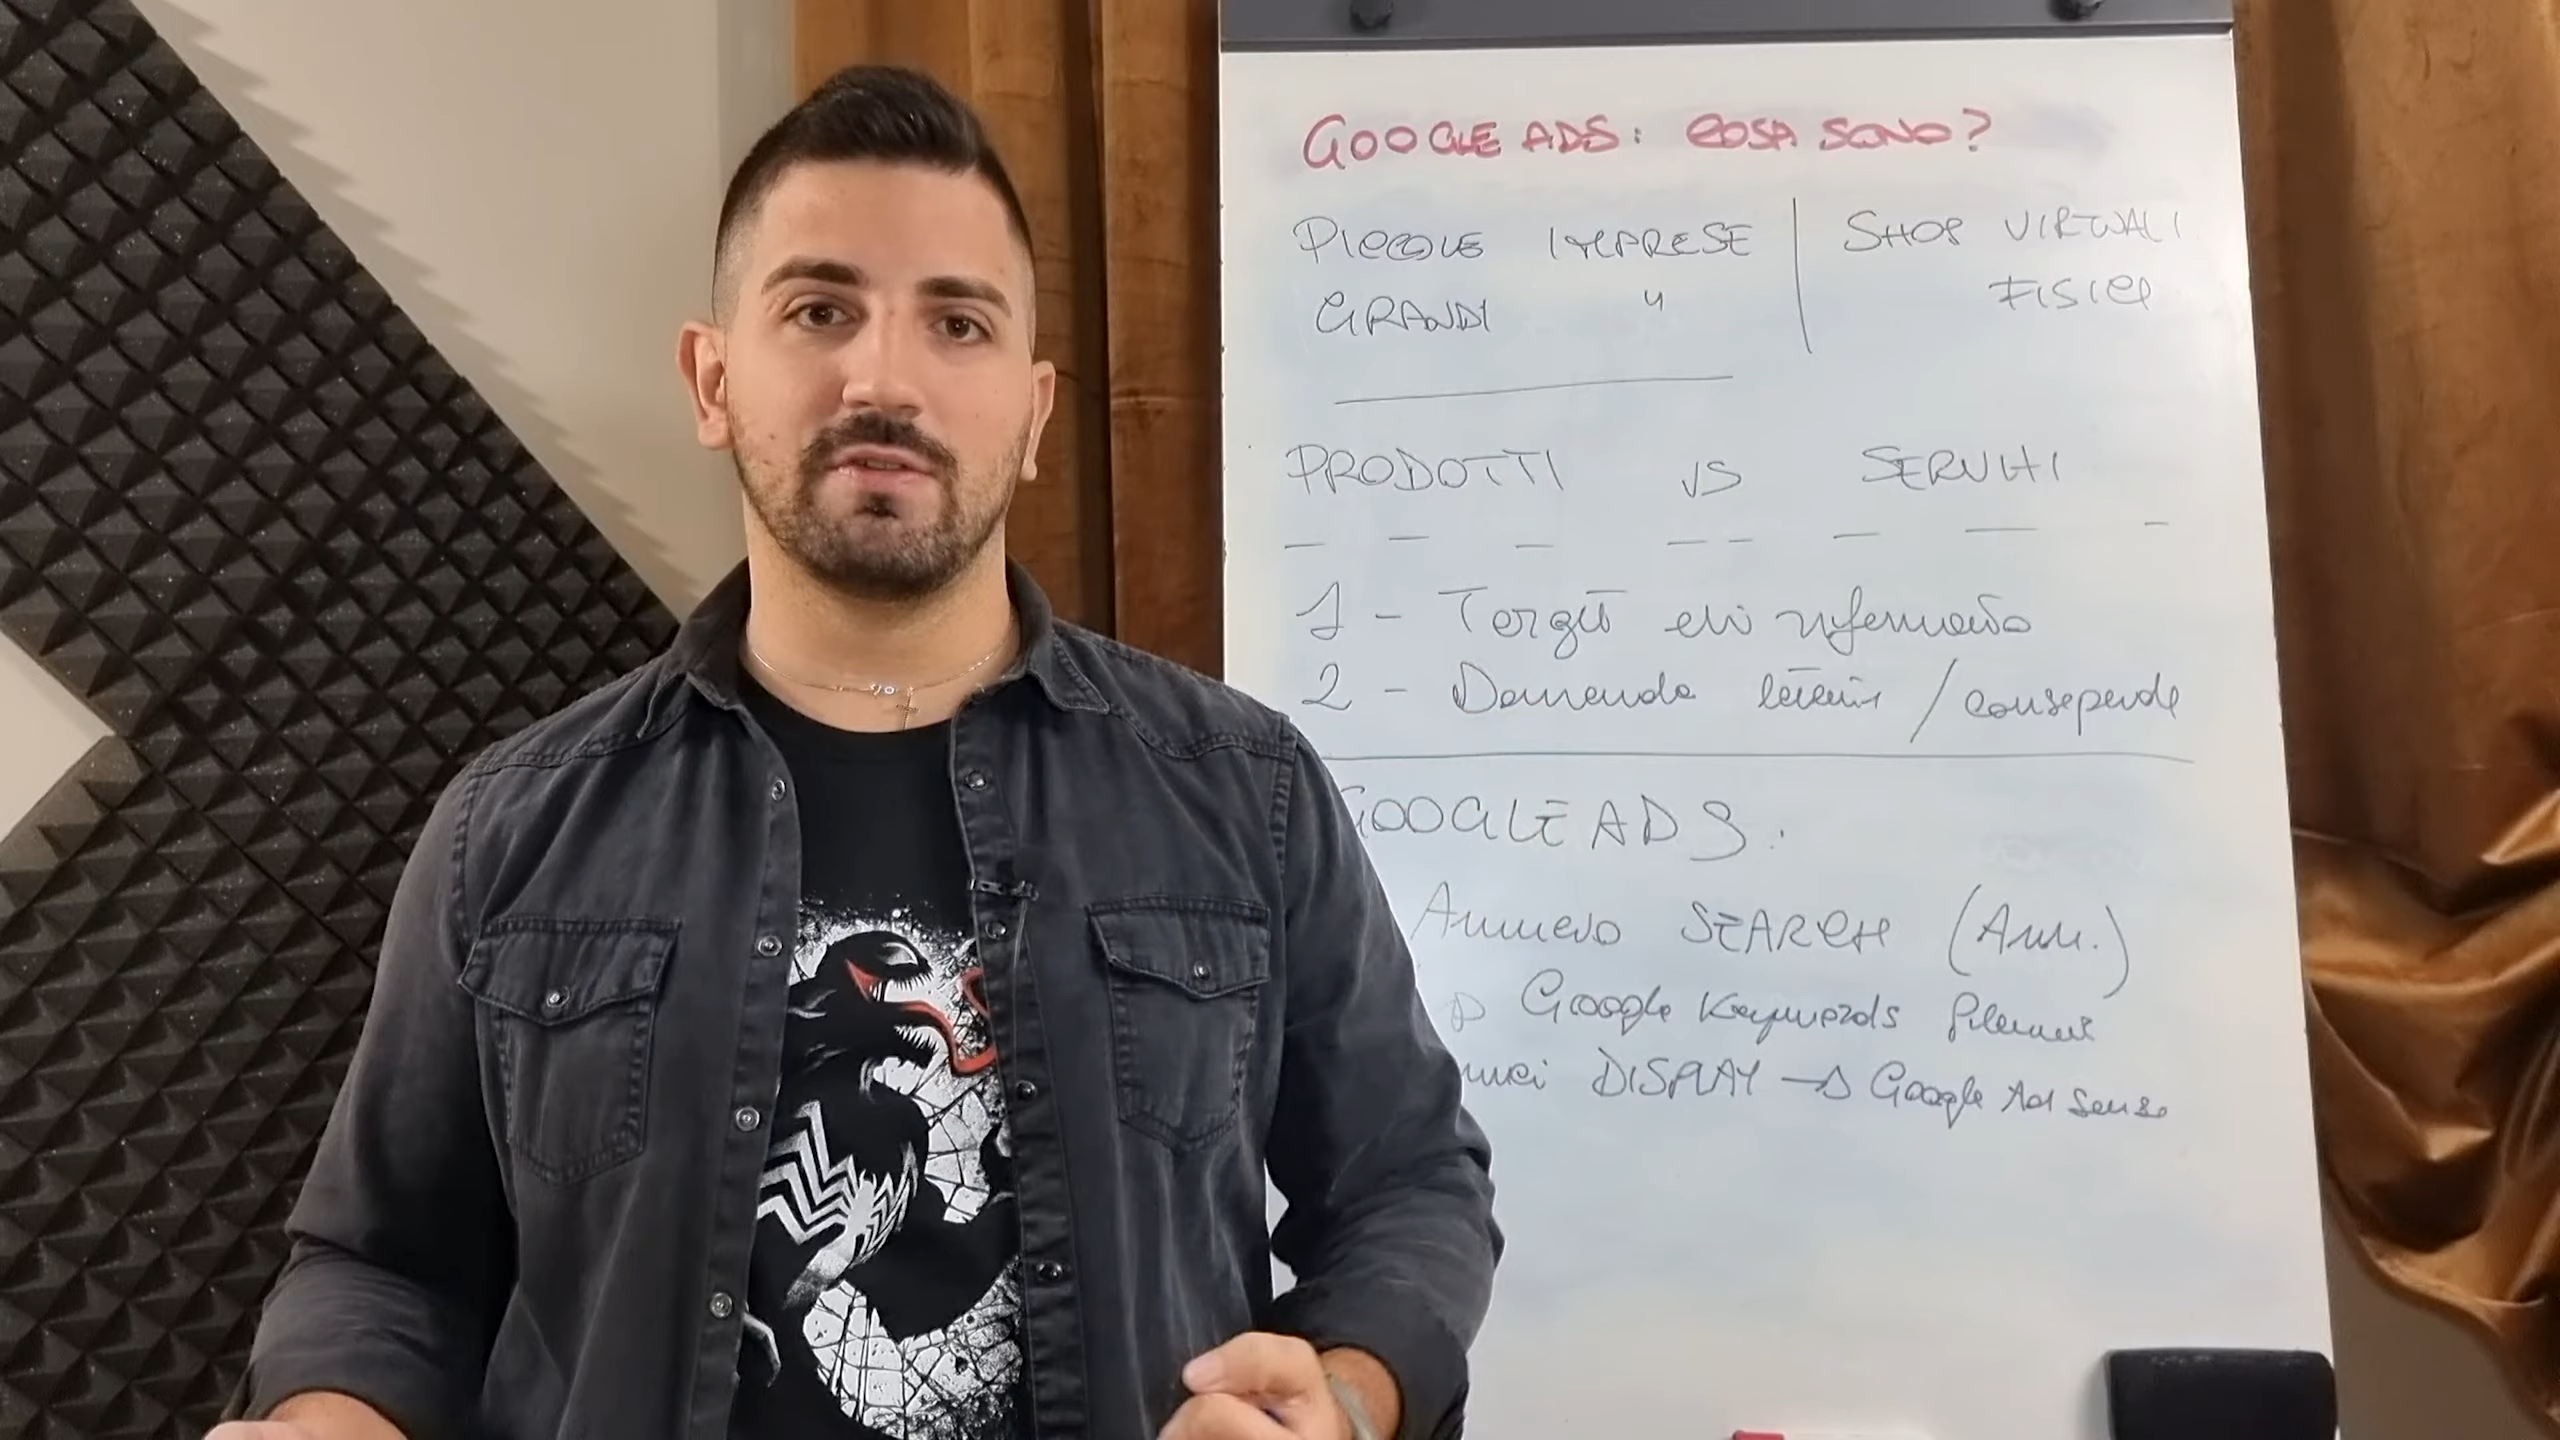 GOOGLE ADS: COSA SONO?
PICCOLE IMPRESE | SHOP VIRTUALI
GRANDI " | FISICI
PRODOTTI VS SERVIZI
1 - Target di riferimento
2 - Domanda latente / consapevole
GOOGLE ADS:
Annuncio SEARCH (Ann.)
Google Keywords Planner
DISPLAY → Google Ad Sense